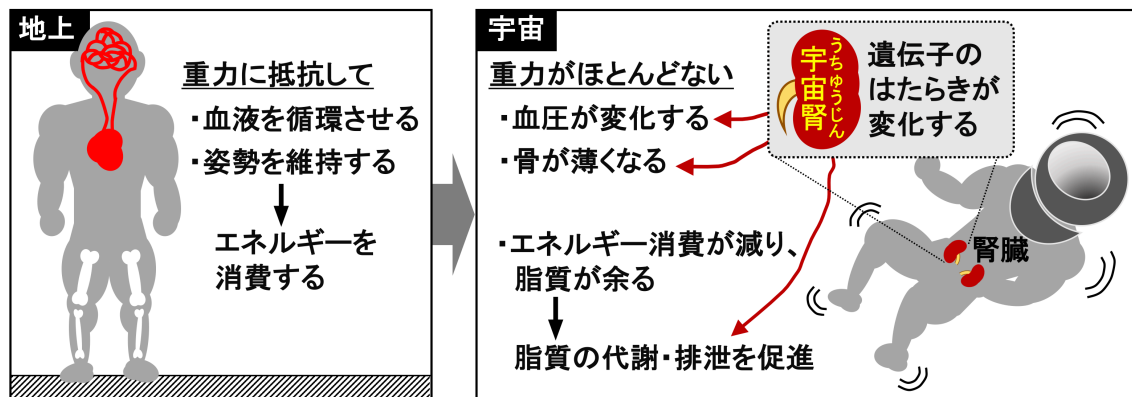 地上
重力に抵抗して
・血液を循環させる
・姿勢を維持する
エネルギーを
消費する
宇宙
重力がほとんどない
・血圧が変化する
・骨が薄くなる
・エネルギー消費が減り、
脂質が余る
脂質の代謝・排泄を促進
宇宙腎
うちゅうじん
遺伝子の
はたらきが
変化する
腎臓